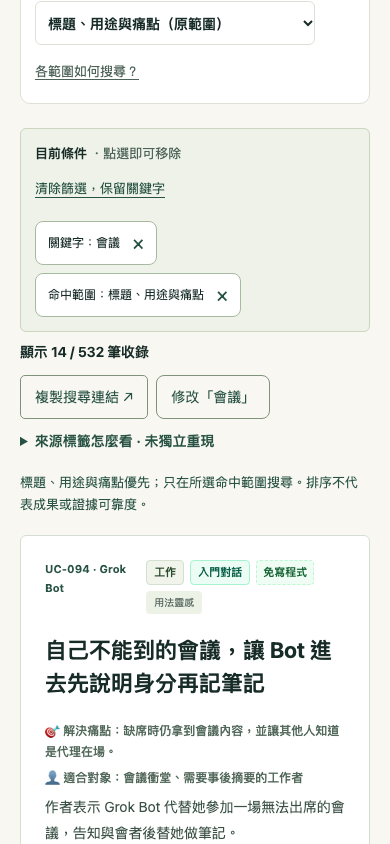 標題、用途與痛點（原範圍）
各範圍如何搜尋？
目前條件 · 點選即可移除
清除篩選，保留關鍵字
關鍵字：會議 ×
命中範圍：標題、用途與痛點 ×
顯示 14 / 532 筆收錄
複製搜尋連結 ↗ 修改「會議」
▶ 來源標籤怎麼看 · 未獨立重現
標題、用途與痛點優先；只在所選命中範圍搜尋。排序不代
表成果或證據可靠度。
UC-094 · Grok
Bot
工作 入門對話 免寫程式
用法靈感
自己不能到的會議，讓 Bot 進
去先說明身分再記筆記
🎯 解決痛點：缺席時仍拿到會議內容，並讓其他人知道
是代理在場。
👤 適合對象：會議衝堂、需要事後摘要的工作者
作者表示 Grok Bot 代替她參加一場無法出席的會
議，告知與會者後替她做筆記。